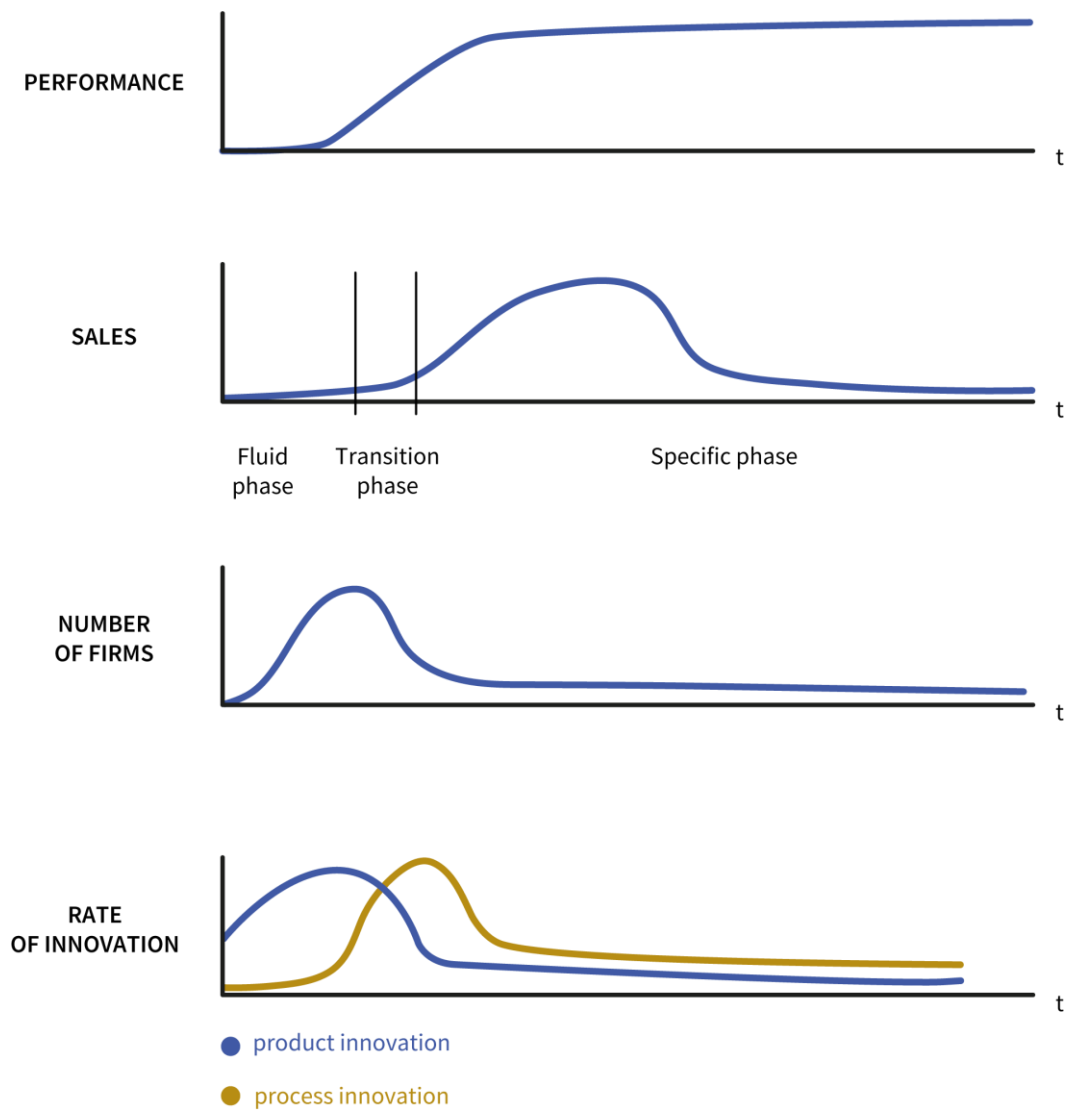 PERFORMANCE
t
SALES
t
Fluid
phase
Transition
phase
Specific phase
NUMBER
OF FIRMS
t
RATE
OF INNOVATION
t
product innovation
process innovation